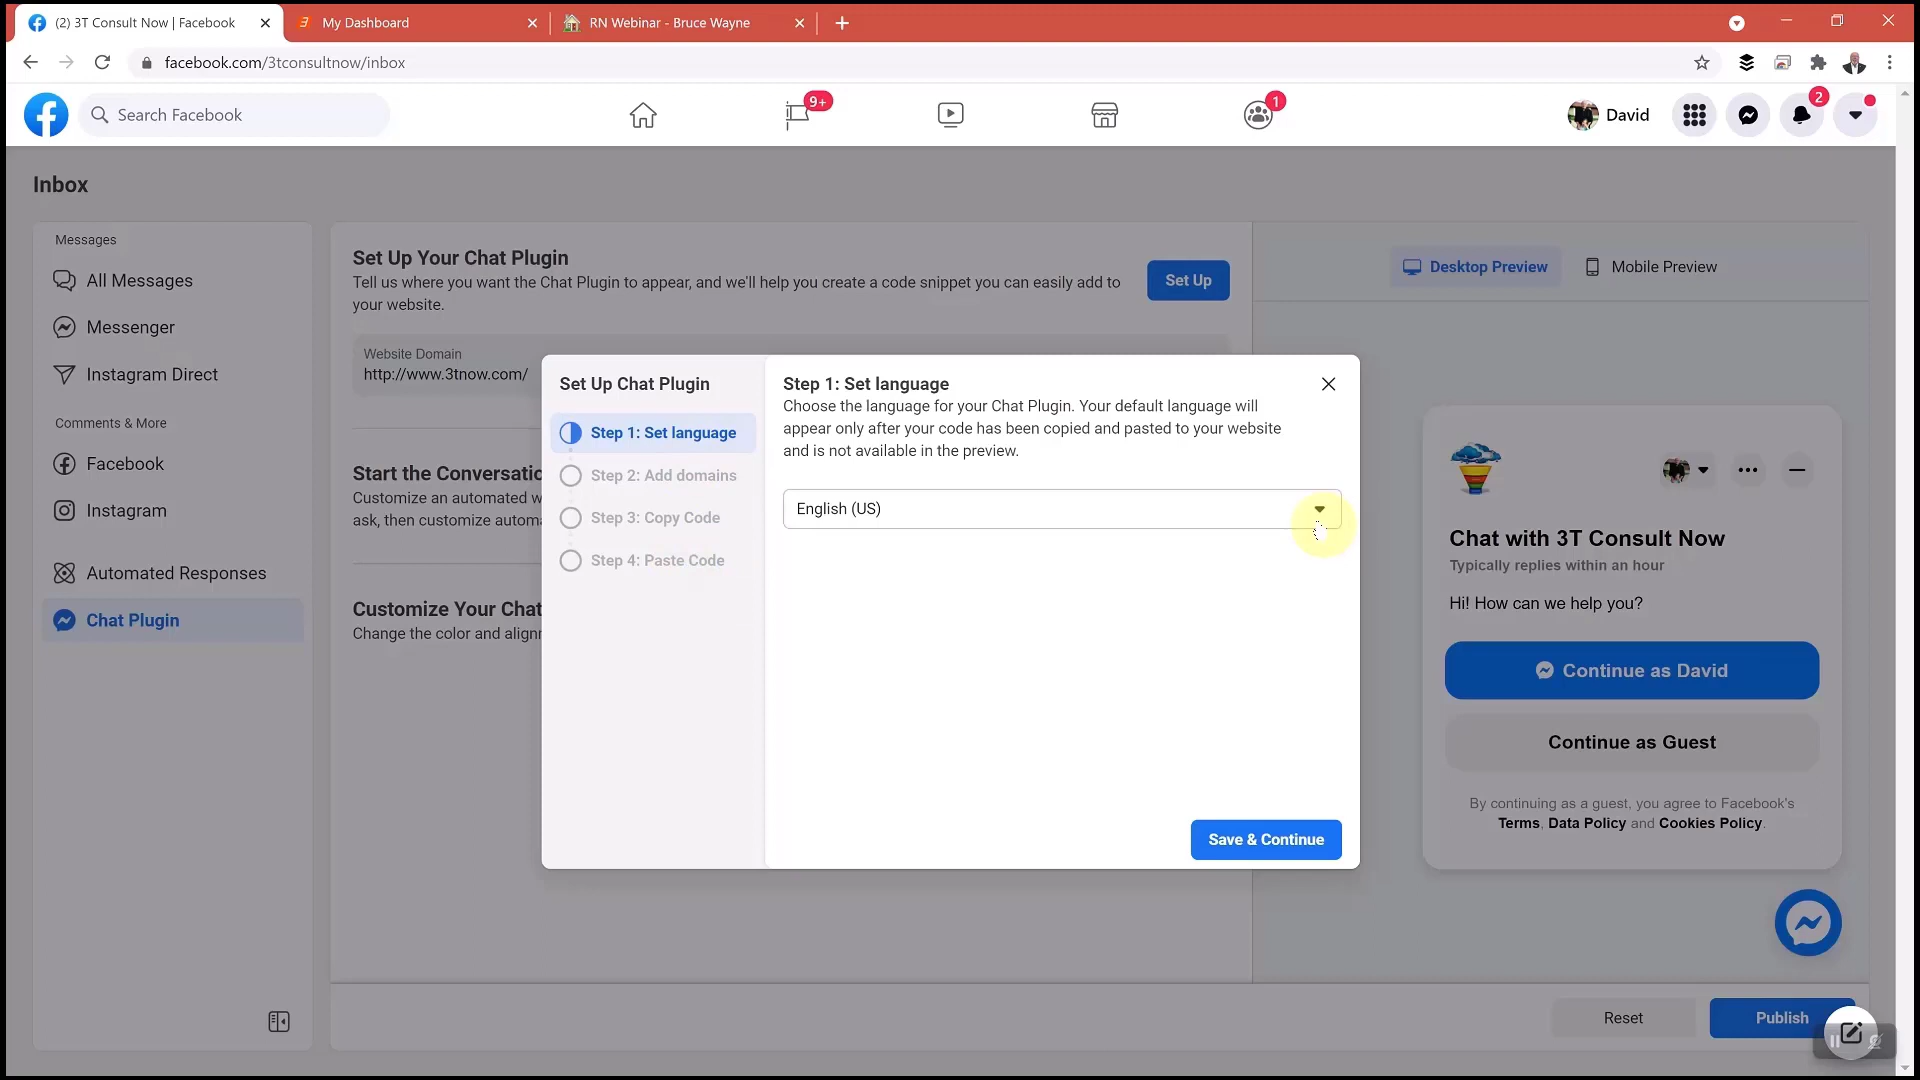 (2) 3T Consult Now | Facebook
My Dashboard
RN Webinar - Bruce Wayne
facebook.com/3tconsultnow/inbox
Search Facebook
9+
1
David
2
Inbox
Messages
All Messages
Messenger
Instagram Direct
Comments & More
Facebook
Instagram
Automated Responses
Chat Plugin
Set Up Your Chat Plugin
Tell us where you want the Chat Plugin to appear, and we'll help you create a code snippet you can easily add to
your website.
Set Up
Website Domain
http://www.3tnow.com/
Start the Conversatio
Customize an automated w
ask, then customize autom
Customize Your Chat
Change the color and alignm
Set Up Chat Plugin
Step 1: Set language
Step 2: Add domains
Step 3: Copy Code
Step 4: Paste Code
Step 1: Set language
Choose the language for your Chat Plugin. Your default language will
appear only after your code has been copied and pasted to your website
and is not available in the preview.
English (US)
Save & Continue
Desktop Preview
Mobile Preview
Chat with 3T Consult Now
Typically replies within an hour
Hi! How can we help you?
Continue as David
Continue as Guest
By continuing as a guest, you agree to Facebook's
Terms, Data Policy and Cookies Policy.
Reset
Publish